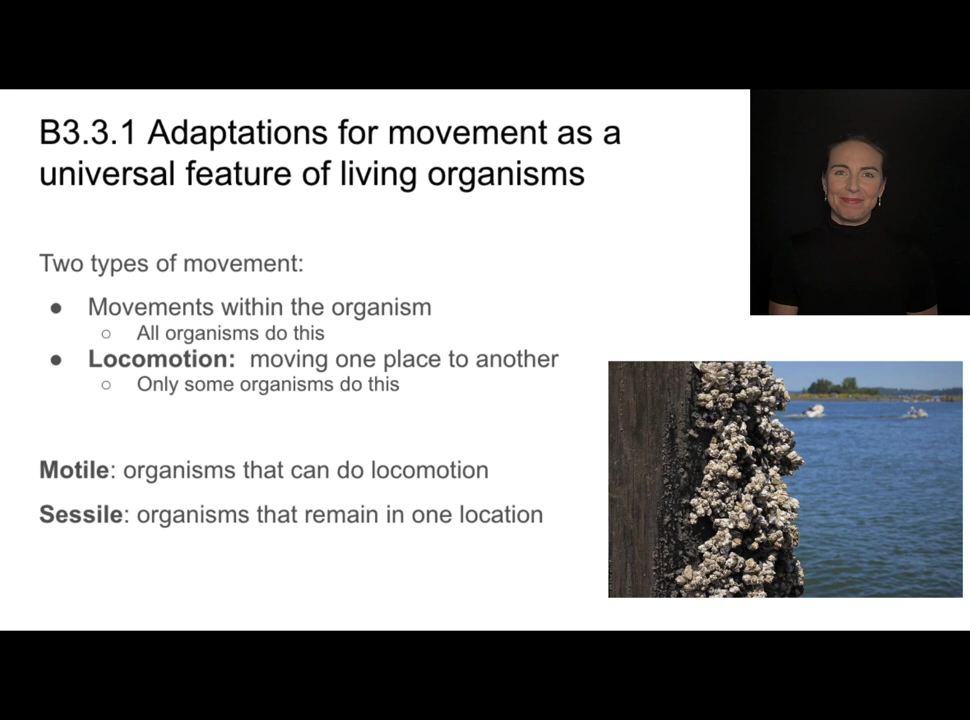 B3.3.1 Adaptations for movement as a
universal feature of living organisms
Two types of movement:
● Movements within the organism
○ All organisms do this
● Locomotion: moving one place to another
○ Only some organisms do this
Motile: organisms that can do locomotion
Sessile: organisms that remain in one location